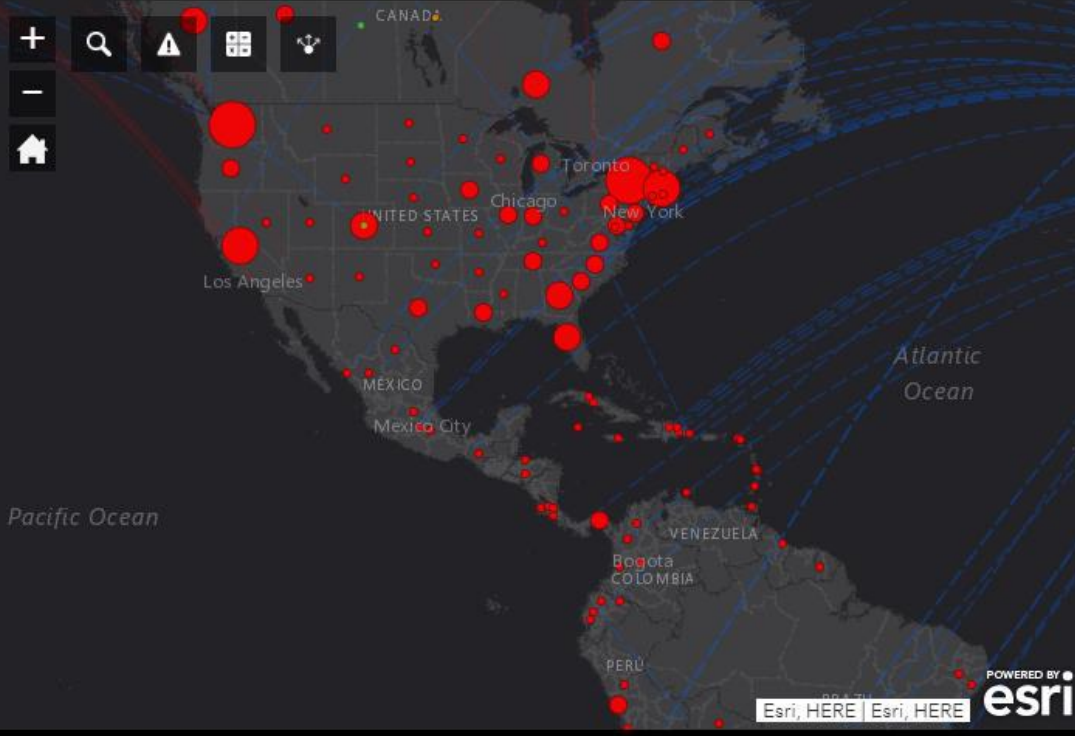 CANADA
Toronto
Chicago
UNITED STATES
New York
Los Angeles
Atlantic
Ocean
MÉXICO
Mexico City
Pacific Ocean
VENEZUELA
Bogota
COLOMBIA
PERÚ
POWERED BY
esri
Esri, HERE | Esri, HERE